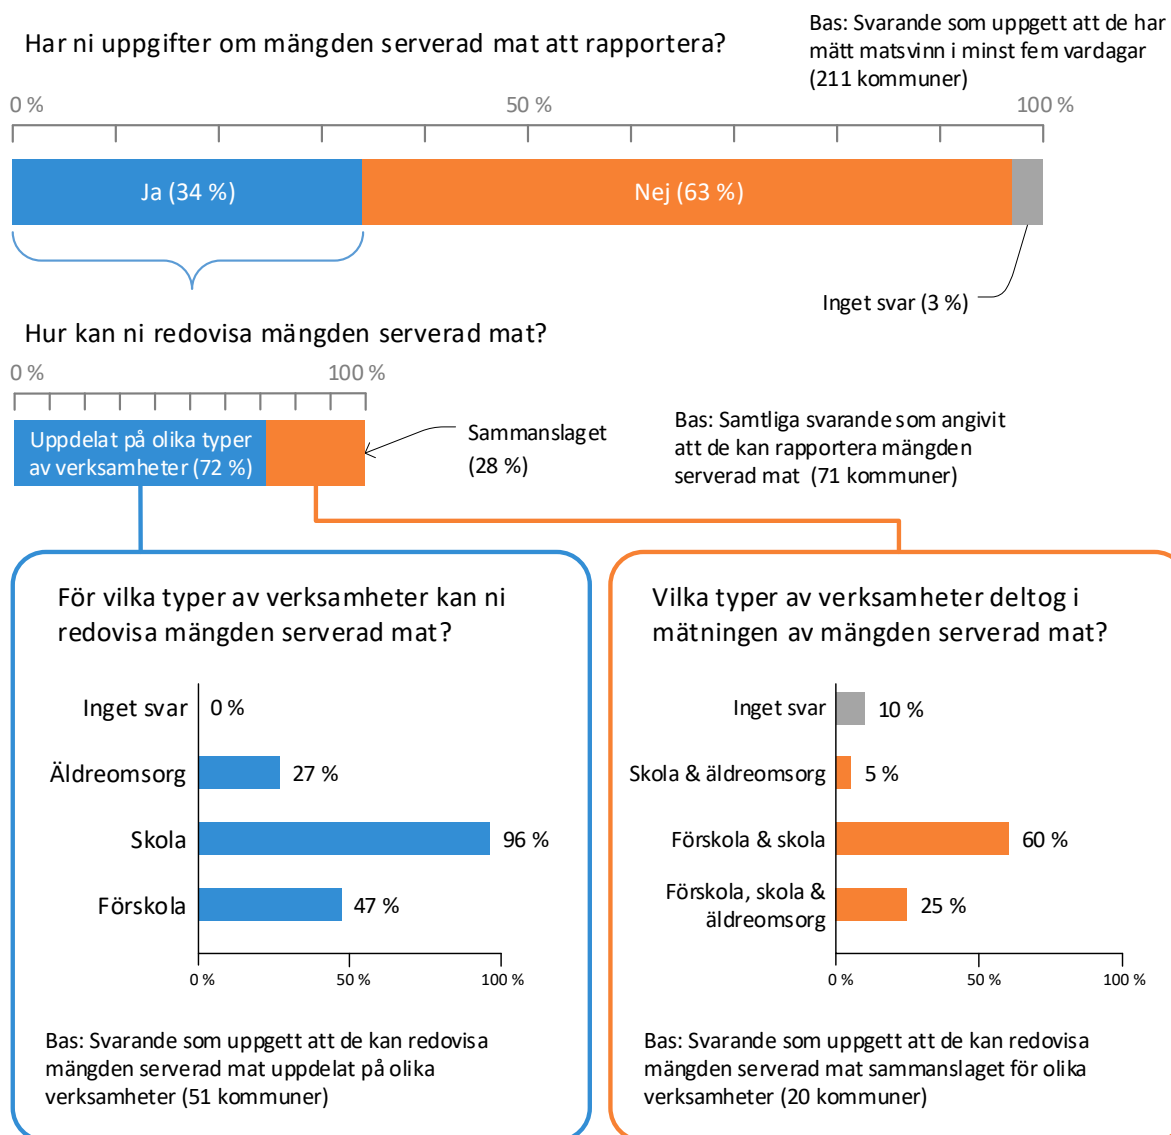 Har ni uppgifter om mängden serverad mat att rapportera?
Bas: Svarande som uppgett att de har
mätt matsvinn i minst fem vardagar
(211 kommuner)
0 %
50 %
100 %
Ja (34 %)
Nej (63 %)
Inget svar (3 %)
Hur kan ni redovisa mängden serverad mat?
0 %
100 %
Uppdelat på olika typer
av verksamheter (72 %)
Sammanslaget
(28 %)
Bas: Samtliga svarande som angivit
att de kan rapportera mängden
serverad mat (71 kommuner)
För vilka typer av verksamheter kan ni
redovisa mängden serverad mat?
Inget svar
0 %
Äldreomsorg
27 %
Skola
96 %
Förskola
47 %
0 %
50 %
100 %
Bas: Svarande som uppgett att de kan redovisa
mängden serverad mat uppdelat på olika
verksamheter (51 kommuner)
Vilka typer av verksamheter deltog i
mätningen av mängden serverad mat?
Inget svar
10 %
Skola & äldreomsorg
5 %
Förskola & skola
60 %
Förskola, skola &
äldreomsorg
25 %
0 %
50 %
100 %
Bas: Svarande som uppgett att de kan redovisa
mängden serverad mat sammanslaget för olika
verksamheter (20 kommuner)